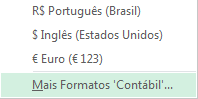 R$ Português (Brasil)
$ Inglês (Estados Unidos)
€ Euro (€ 123)
Mais Formatos 'Contábil'...